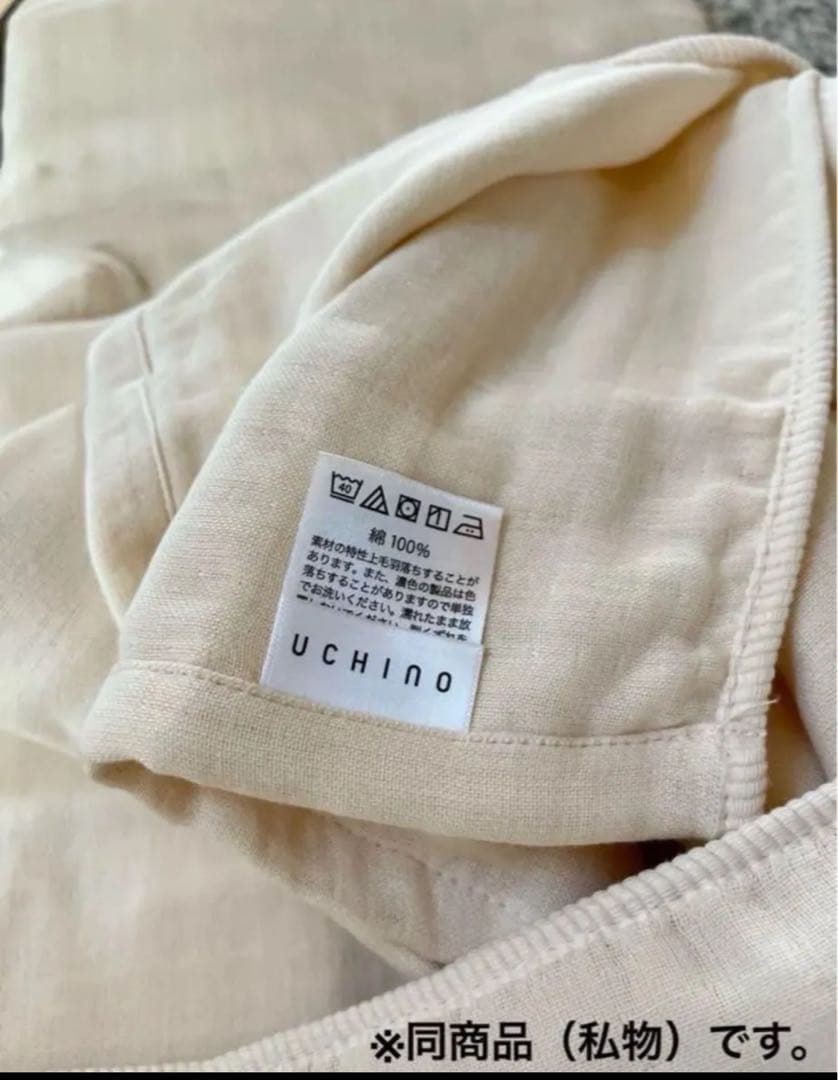 40
綿 100%
素材の特性上毛羽落ちすることが
あります。また、濃色の製品は色
落ちすることがありますので単独
でお洗いください。濡れたまま放
UCHINO
※同商品（私物）です。